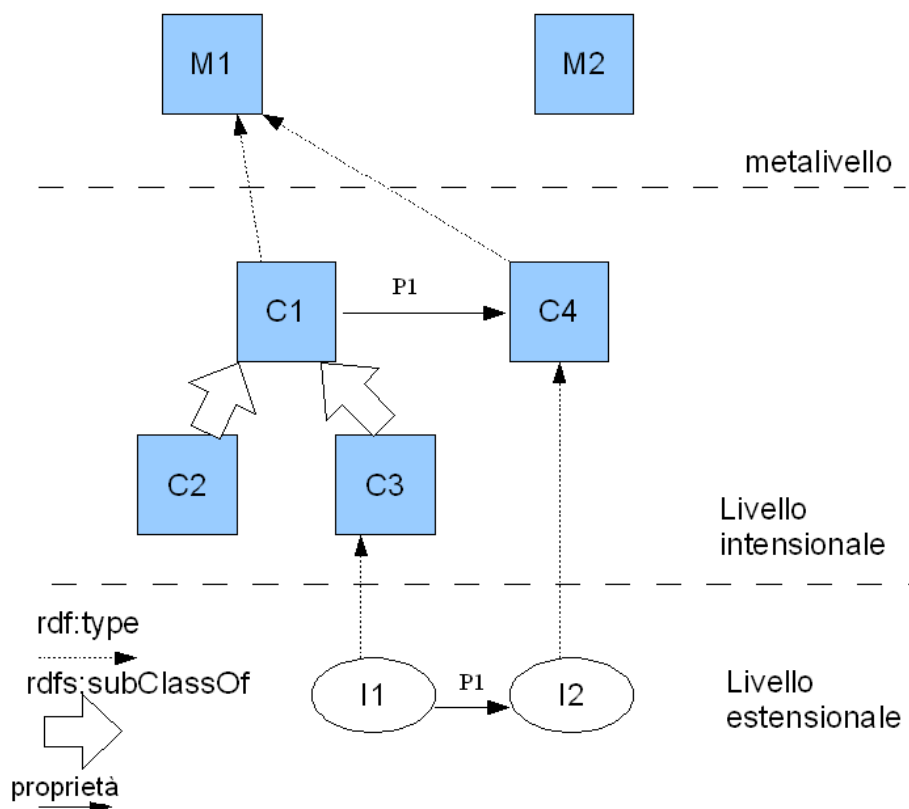 M1
M2
metalivello
C1
P1
C4
C2
C3
Livello
intensionale
rdf:type
rdfs:subClassOf
proprietà
I1
P1
I2
Livello
estensionale